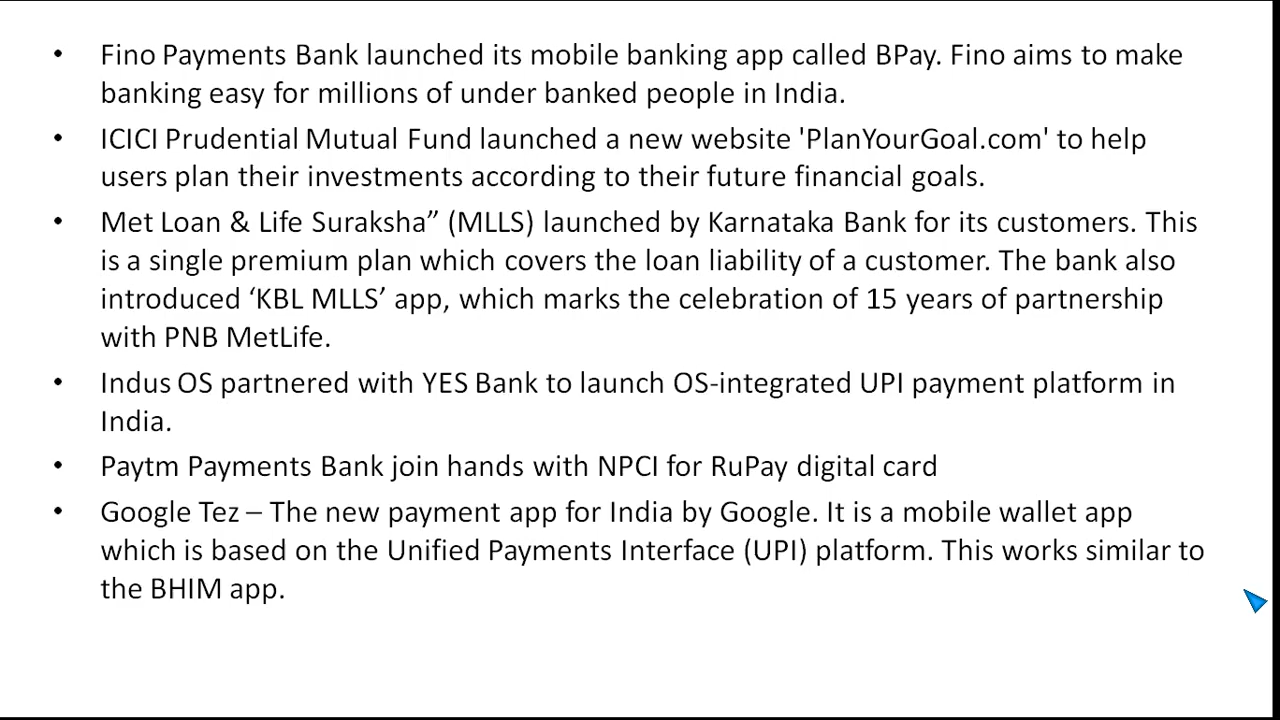 • Fino Payments Bank launched its mobile banking app called BPay. Fino aims to make
banking easy for millions of under banked people in India.
• ICICI Prudential Mutual Fund launched a new website 'PlanYourGoal.com' to help
users plan their investments according to their future financial goals.
• Met Loan & Life Suraksha” (MLLS) launched by Karnataka Bank for its customers. This
is a single premium plan which covers the loan liability of a customer. The bank also
introduced ‘KBL MLLS’ app, which marks the celebration of 15 years of partnership
with PNB MetLife.
• Indus OS partnered with YES Bank to launch OS-integrated UPI payment platform in
India.
• Paytm Payments Bank join hands with NPCI for RuPay digital card
• Google Tez – The new payment app for India by Google. It is a mobile wallet app
which is based on the Unified Payments Interface (UPI) platform. This works similar to
the BHIM app.